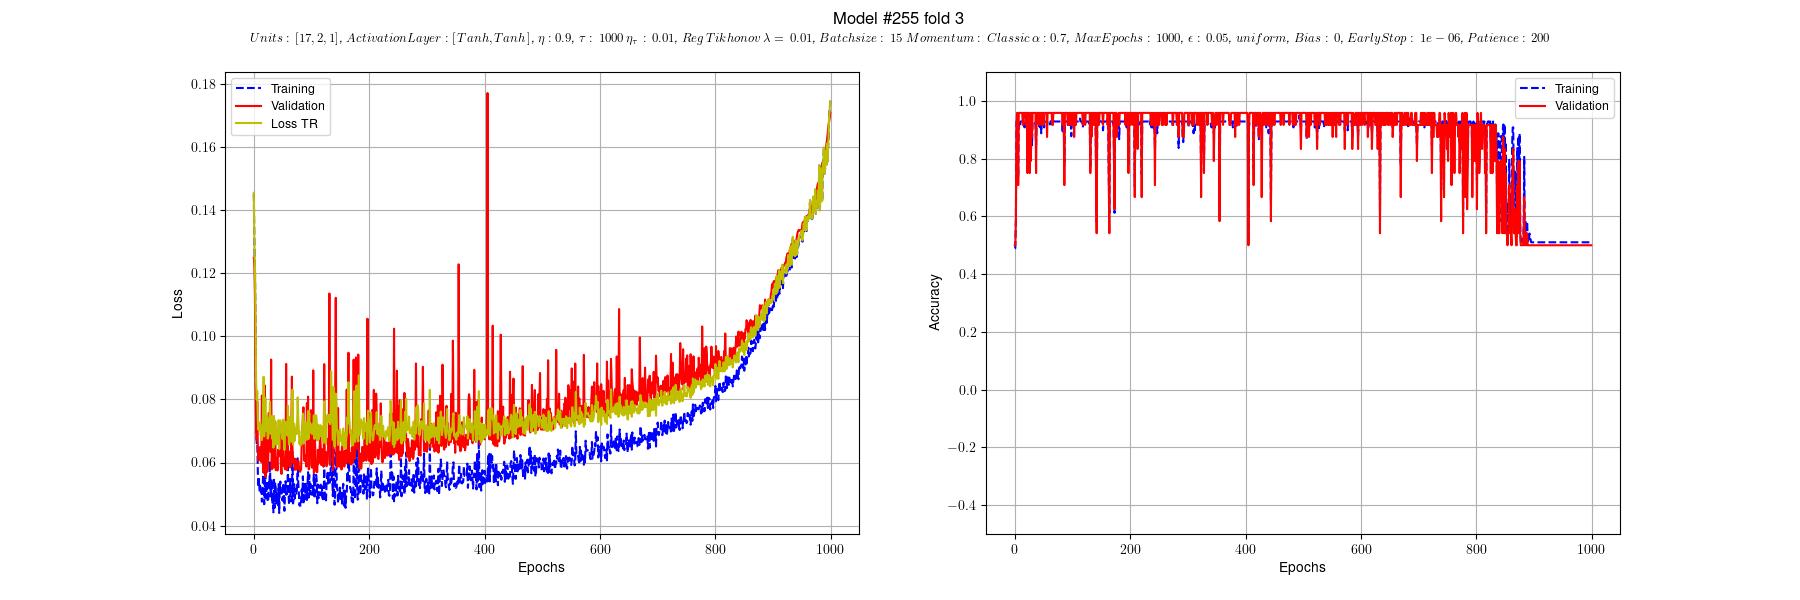 Model #255 fold 3
Units : [17, 2, 1], ActivationLayer : [Tanh, Tanh], η : 0.9, τ : 1000 η_τ : 0.01, Reg Tikhonov λ = 0.01, Batchsize : 15 Momentum : Classic α : 0.7, MaxEpochs : 1000, ϵ : 0.05, uniform, Bias : 0, EarlyStop : 1e − 06, Patience : 200
0.18
0.16
0.14
0.12
0.10
0.08
0.06
0.04
Loss
Training
Validation
Loss TR
0 200 400 600 800 1000
Epochs
1.0
0.8
0.6
0.4
0.2
0.0
−0.2
−0.4
Accuracy
Training
Validation
0 200 400 600 800 1000
Epochs